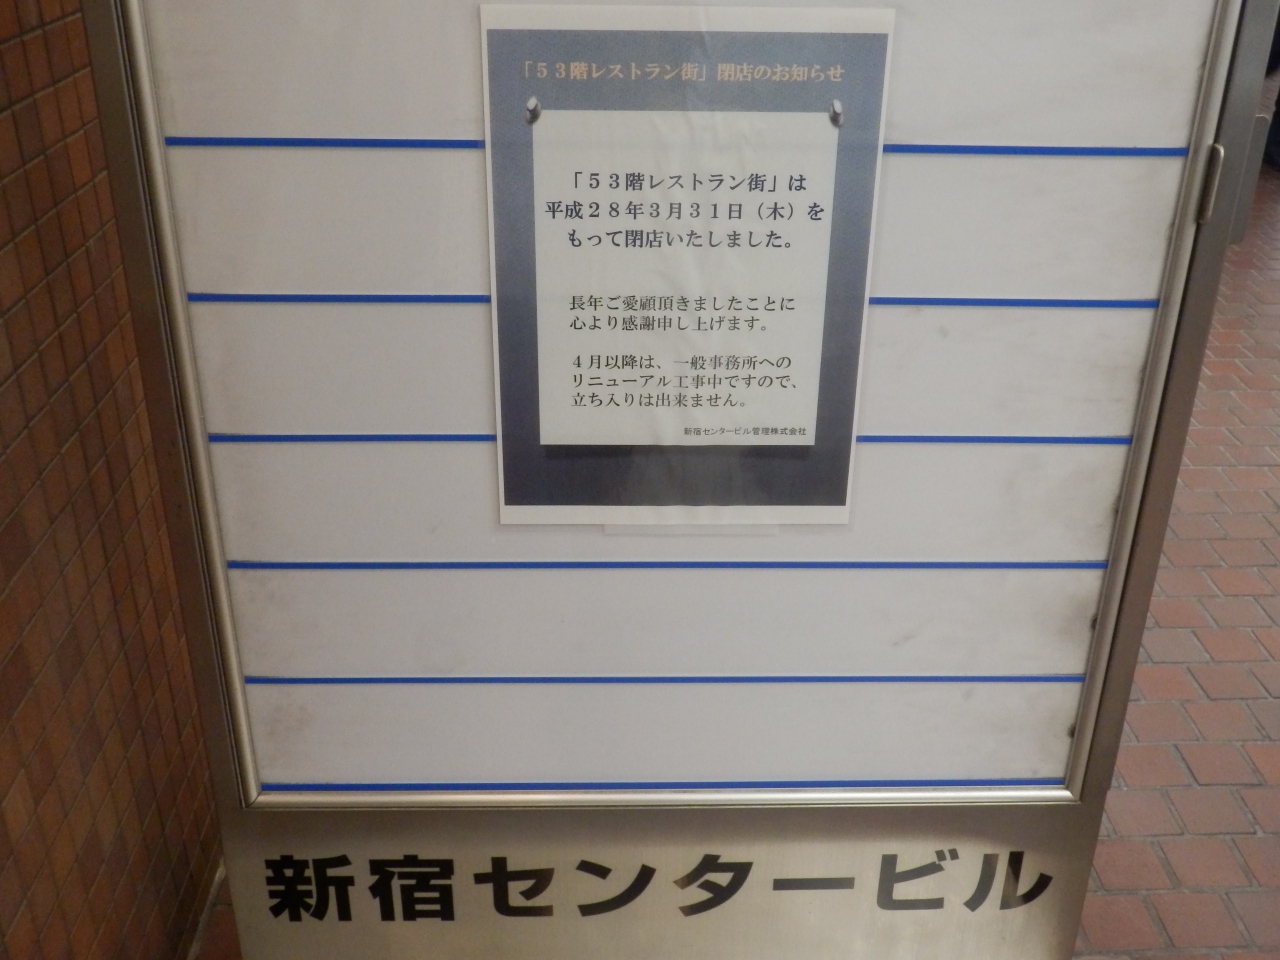 「５３階レストラン街」閉店のお知らせ
「５３階レストラン街」は
平成２８年３月３１日（木）を
もって閉店いたしました。
長年ご愛顧頂きましたことに
心より感謝申し上げます。
４月以降は、一般事務所への
リニューアル工事中ですので、
立ち入りは出来ません。
新宿センタービル管理株式会社
新宿センタービル